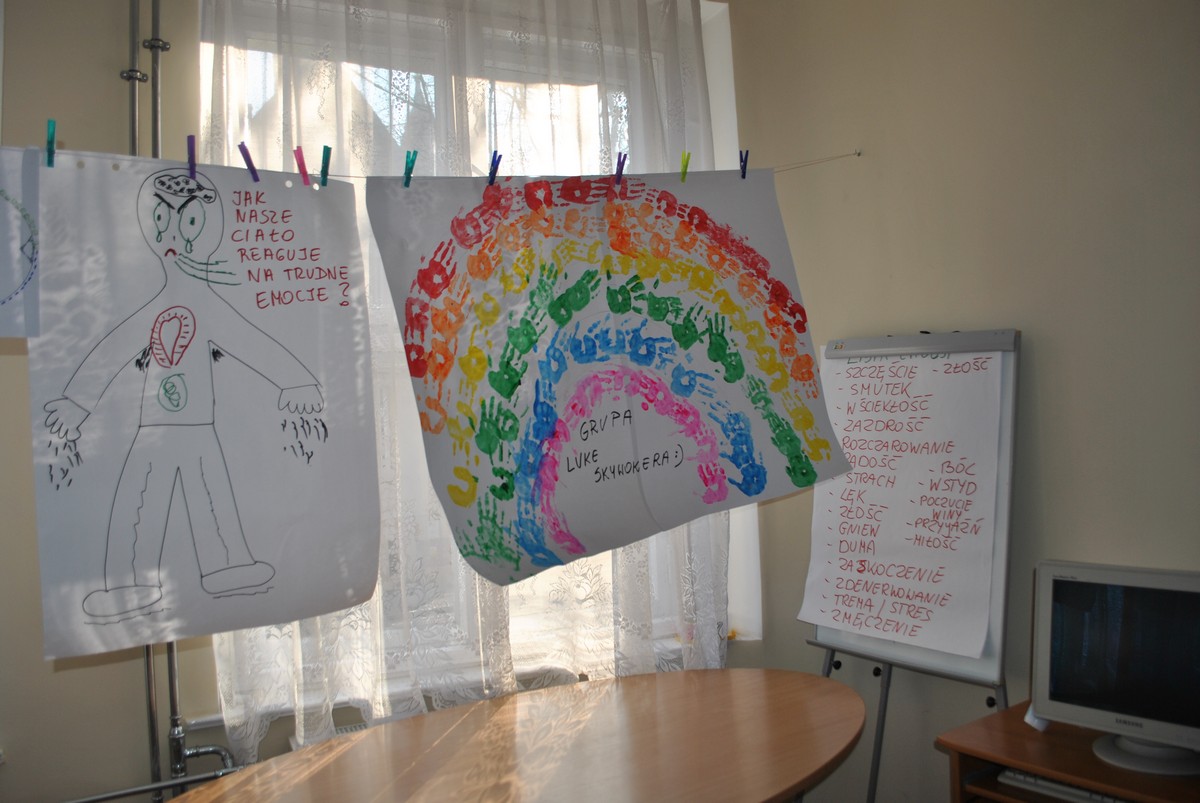 JAK
NASZE
CIAŁO
REAGUJE
NA TRUDNE
EMOCJE?
GRUPA
LUKE
SKYWOKERA:)
- SZCZĘŚCIE - ZŁOŚĆ
- SMUTEK
- WŚCIEKŁOŚĆ
- ZAZDROŚĆ
ROZCZAROWANIE
RADOŚĆ
- STRACH
- LĘK
- ZŁOŚĆ
- GNIEW
- DUMA
- ZASKOCZENIE
- ZDENERWOWANIE
- TREMA / STRES
- ZMĘCZENIE
- BÓL
- WSTYD
- POCZUCIE
WINY
- PRZYJAŹŃ
- MIŁOŚĆ
SAMSUNG